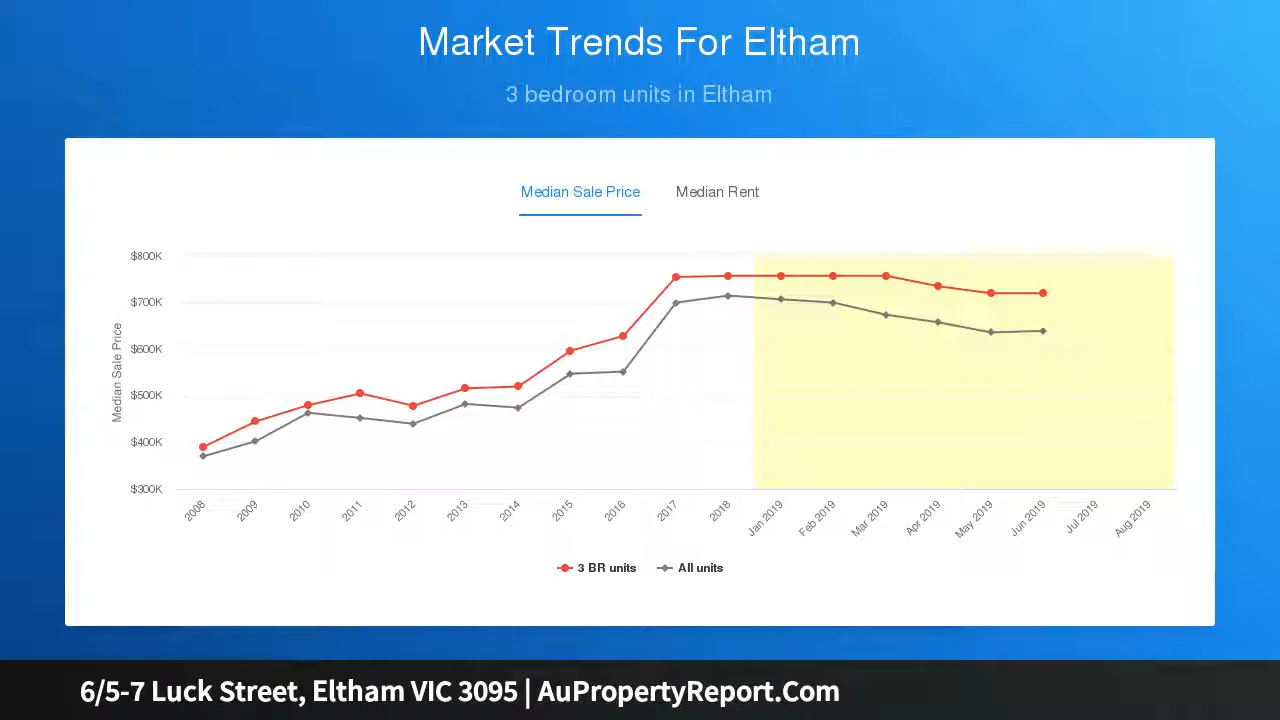 Market Trends For Eltham
3 bedroom units in Eltham
Median Sale Price Median Rent
$800K
$700K
$600K
$500K
$400K
$300K
Median Sale Price
2008 2009 2010 2011 2012 2013 2014 2015 2016 2017 2018 Jan 2019 Feb 2019 Mar 2019 Apr 2019 May 2019 Jun 2019 Jul 2019 Aug 2019
3 BR units All units
6/5-7 Luck Street, Eltham VIC 3095 | AuPropertyReport.Com